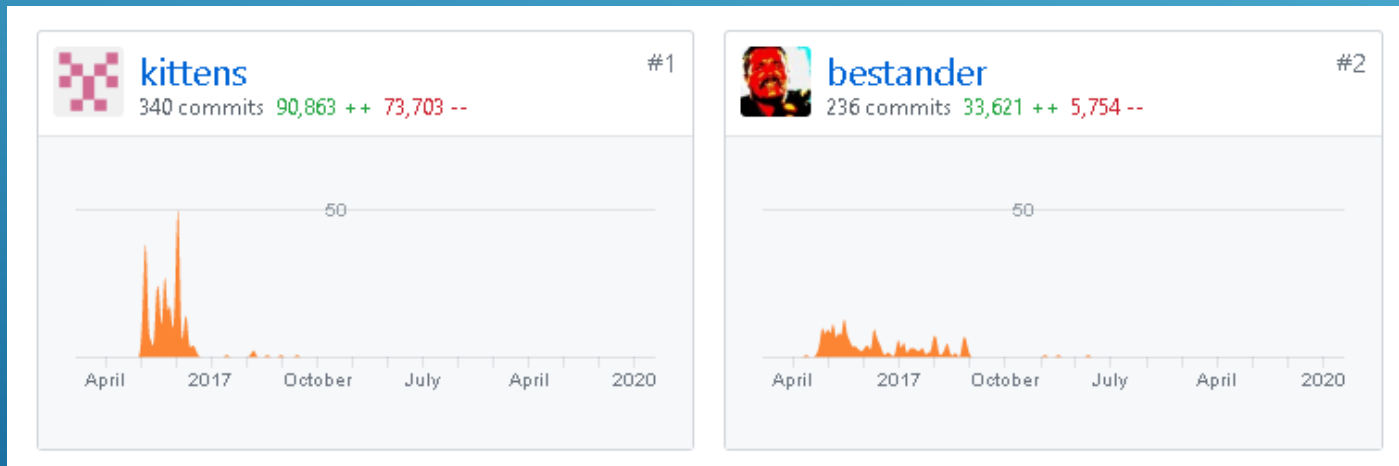 kittens #1
340 commits 90,863 ++ 73,703 --
50
April 2017 October July April 2020
bestander #2
236 commits 33,621 ++ 5,754 --
50
April 2017 October July April 2020